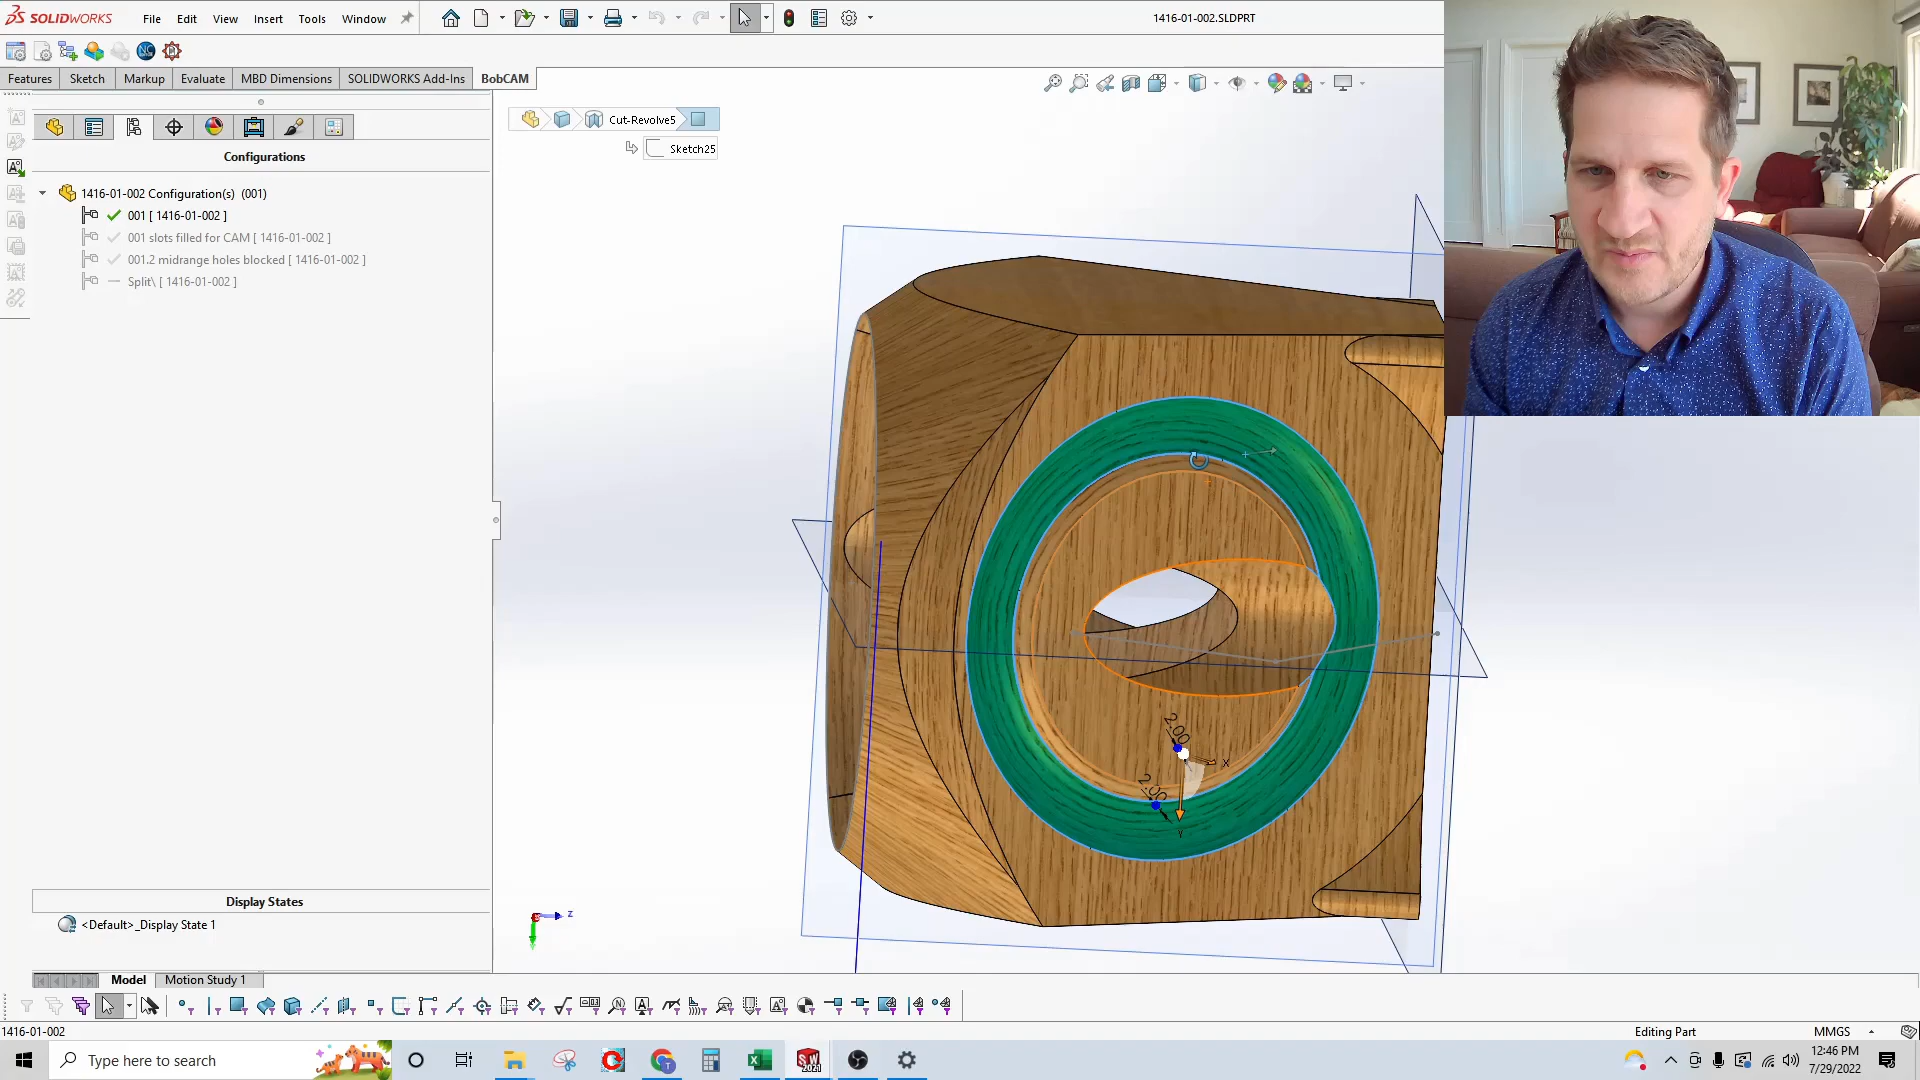 SOLIDWORKS File Edit View Insert Tools Window 1416-01-002.SLDPRT
Features Sketch Markup Evaluate MBD Dimensions SOLIDWORKS Add-Ins BobCAM
Cut-Revolve5
Sketch25
Configurations
1416-01-002 Configuration(s) (001)
001 [ 1416-01-002 ]
001 slots filled for CAM [ 1416-01-002 ]
001.2 midrange holes blocked [ 1416-01-002 ]
Split\ [ 1416-01-002 ]
2.00
X
2.00
Y
Display States
<Default>_Display State 1
z
Model Motion Study 1
1416-01-002 Editing Part MMGS
Type here to search
SW
2021
12:46 PM
7/29/2022